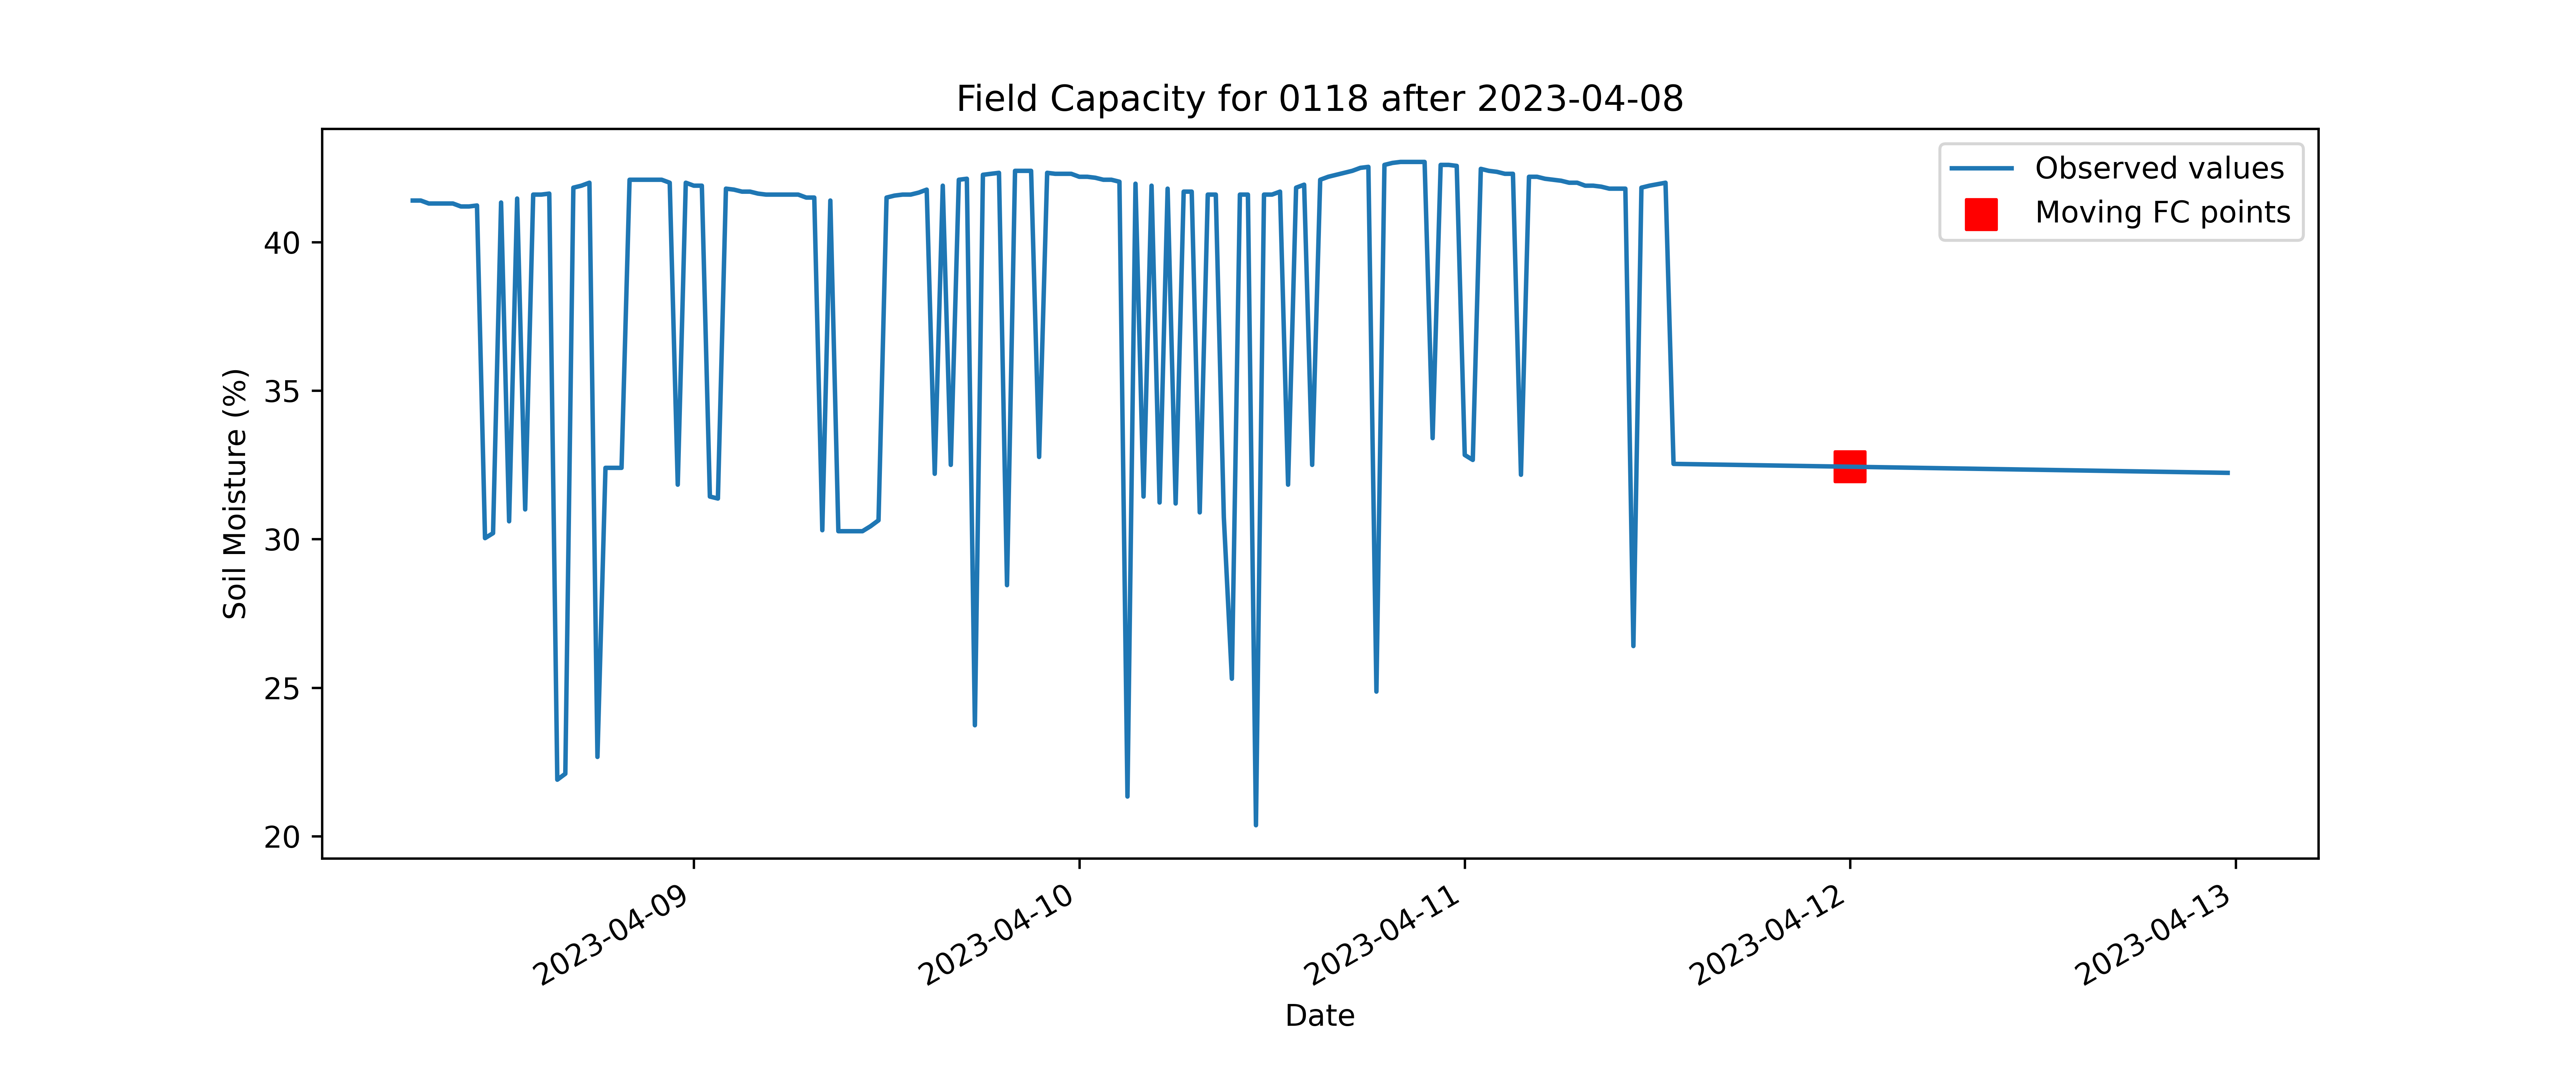 Field Capacity for 0118 after 2023-04-08
Observed values
Moving FC points
Soil Moisture (%)
40
35
30
25
20
2023-04-09
2023-04-10
2023-04-11
2023-04-12
2023-04-13
Date